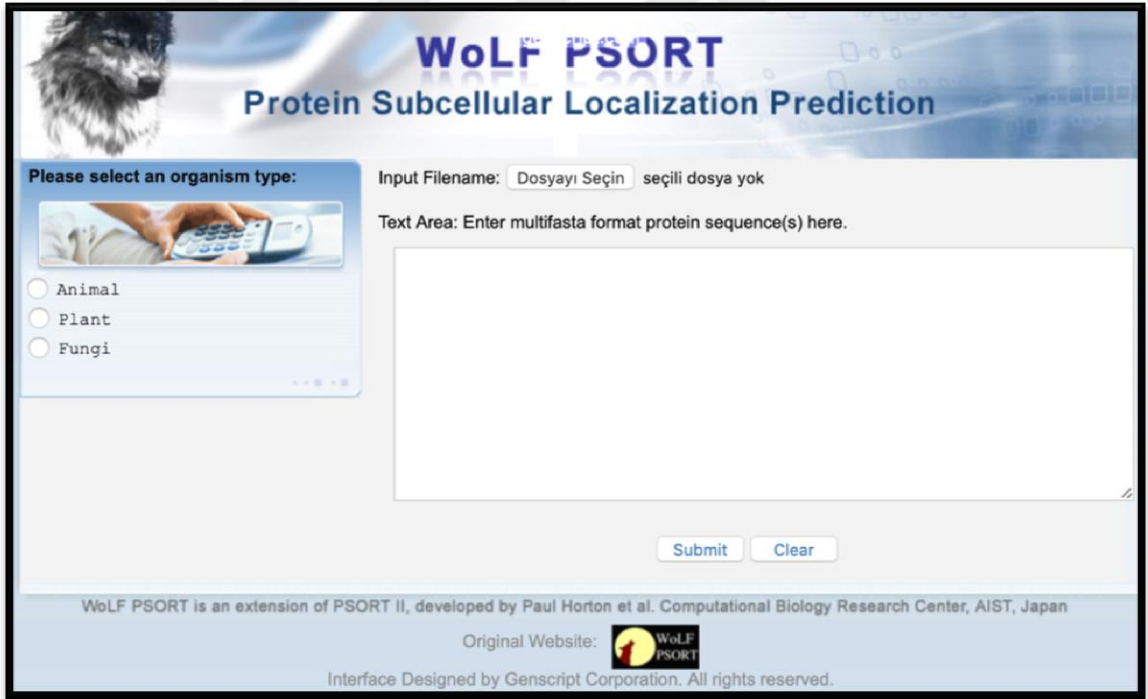 WoLF PSORT
Protein Subcellular Localization Prediction
Please select an organism type:
Animal
Plant
Fungi
Input Filename: Dosyayı Seçin seçili dosya yok
Text Area: Enter multifasta format protein sequence(s) here.
Submit Clear
WoLF PSORT is an extension of PSORT II, developed by Paul Horton et al. Computational Biology Research Center, AIST, Japan
Original Website: WoLF PSORT
Interface Designed by Genscript Corporation. All rights reserved.